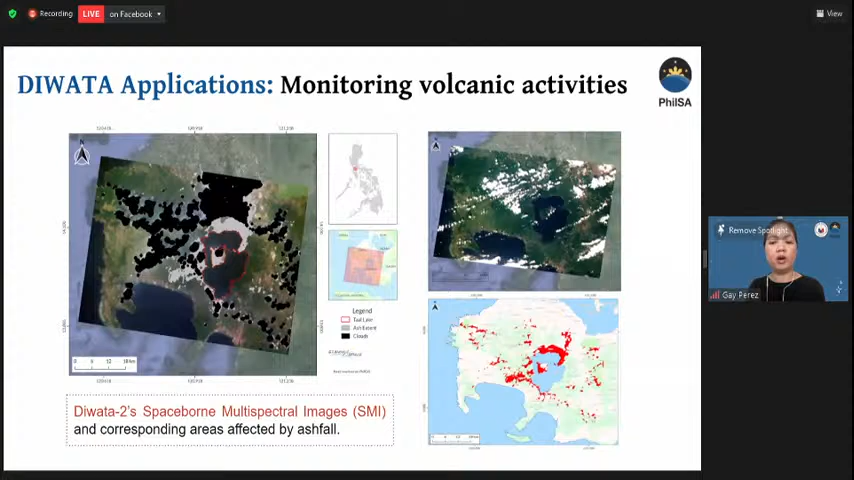 Recording
LIVE
on Facebook
View
DIWATA Applications: Monitoring volcanic activities
PhilSA
N
Legend
Taal Lake
Ash Extent
Clouds
Diwata-2's Spaceborne Multispectral Images (SMI)
and corresponding areas affected by ashfall.
Remove Spotlight
Gay Perez